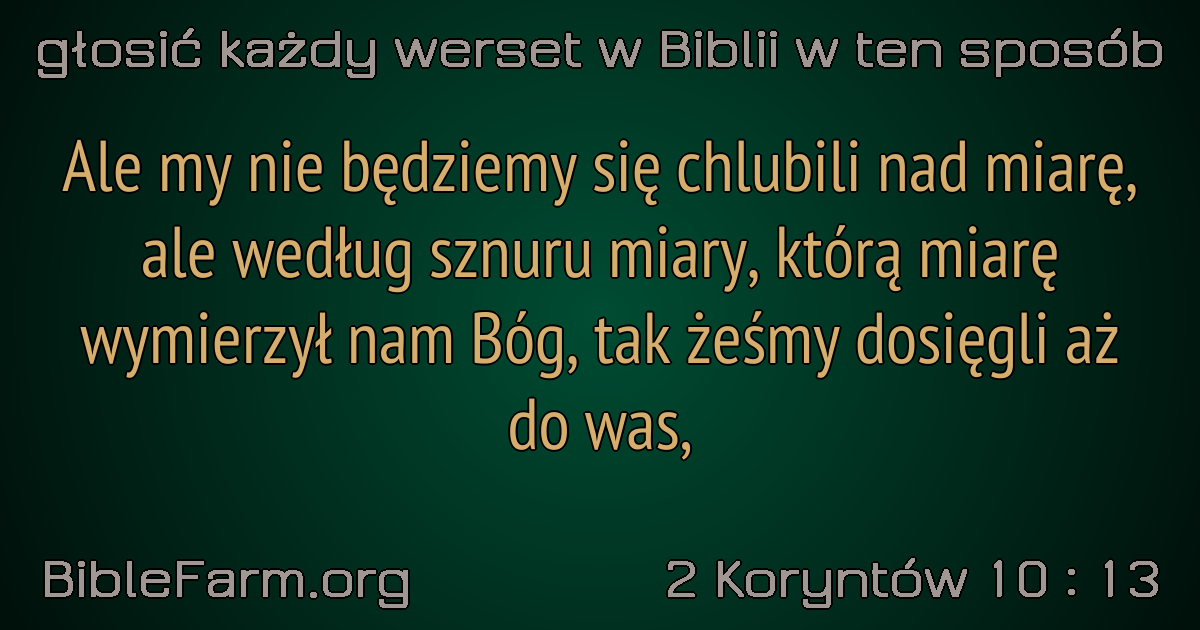 głosić każdy werset w Biblii w ten sposób
Ale my nie będziemy się chlubili nad miarę,
ale według sznuru miary, którą miarę
wymierzył nam Bóg, tak żeśmy dosięgli aż
do was,
BibleFarm.org
2 Koryntów 10 : 13